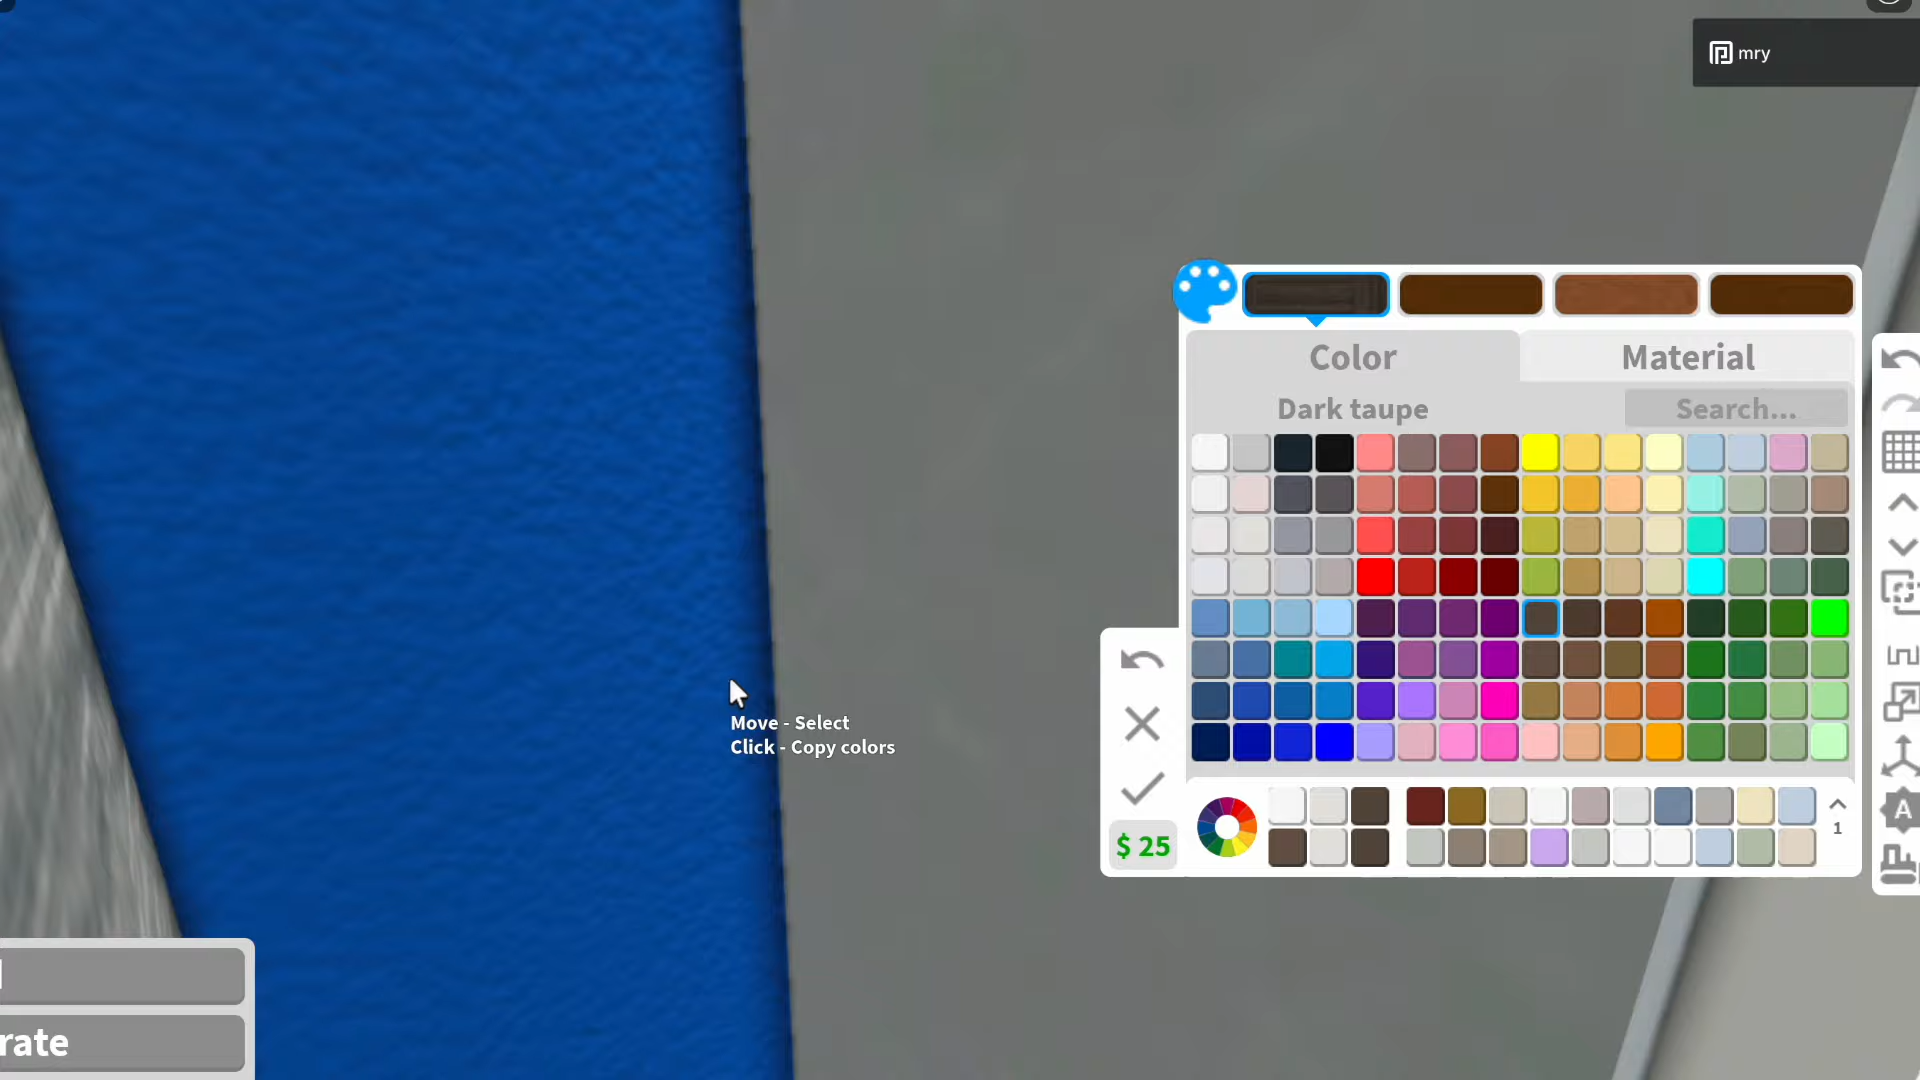 mry
Color
Material
Dark taupe
Search...
Move - Select
Click - Copy colors
1
A
$ 25
rate